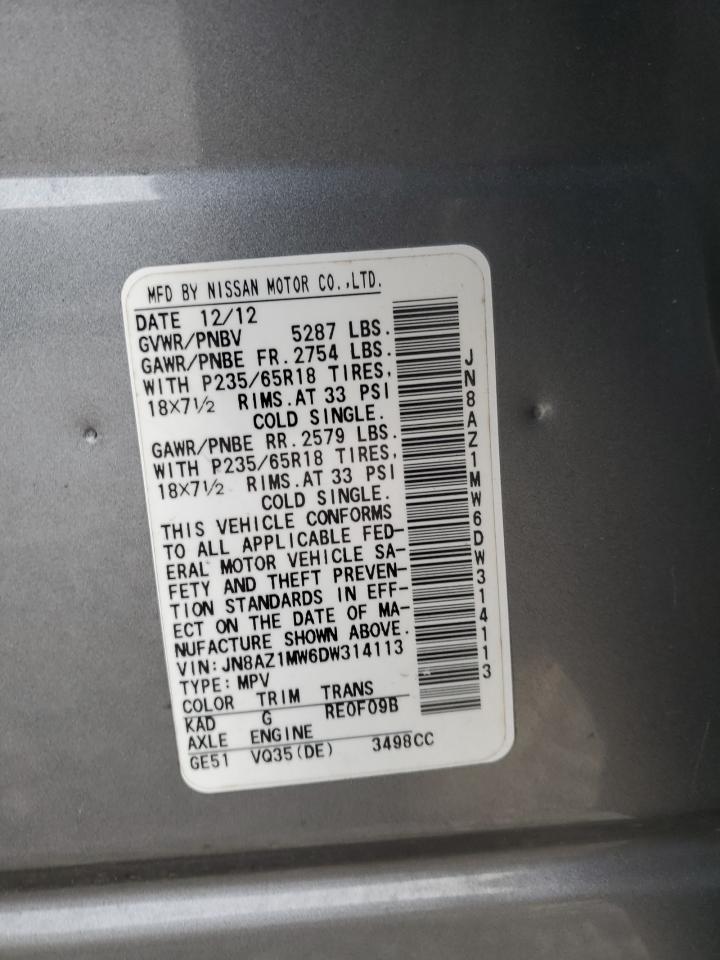 MFD BY NISSAN MOTOR CO.,LTD.
DATE 12/12
GVWR/PNBV 5287 LBS.
GAWR/PNBE FR. 2754 LBS.
WITH P235/65R18 TIRES,
18X7½ RIMS.AT 33 PSI
COLD SINGLE.
GAWR/PNBE RR. 2579 LBS.
WITH P235/65R18 TIRES,
18X7½ RIMS.AT 33 PSI
COLD SINGLE.
THIS VEHICLE CONFORMS
TO ALL APPLICABLE FED-
ERAL MOTOR VEHICLE SA-
FETY AND THEFT PREVEN-
TION STANDARDS IN EFF-
ECT ON THE DATE OF MA-
NUFACTURE SHOWN ABOVE.
VIN: JN8AZ1MW6DW314113
TYPE: MPV
COLOR TRIM TRANS
KAD G RE0F09B
AXLE ENGINE
GE51 VQ35(DE) 3498CC
JN8AZ1MW6DW314113